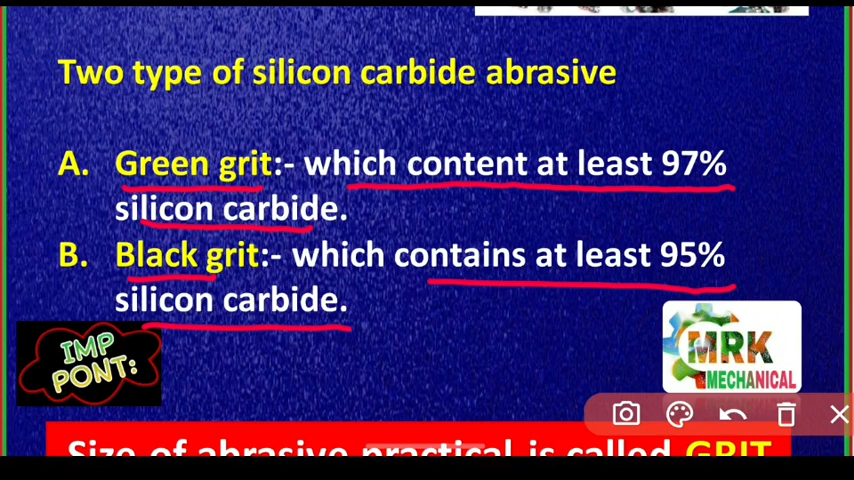 Two type of silicon carbide abrasive
A. Green grit:- which content at least 97%
silicon carbide.
B. Black grit:- which contains at least 95%
silicon carbide.
IMP
PONT:
MRK
MECHANICAL
Size of abrasive practical is called GRIT